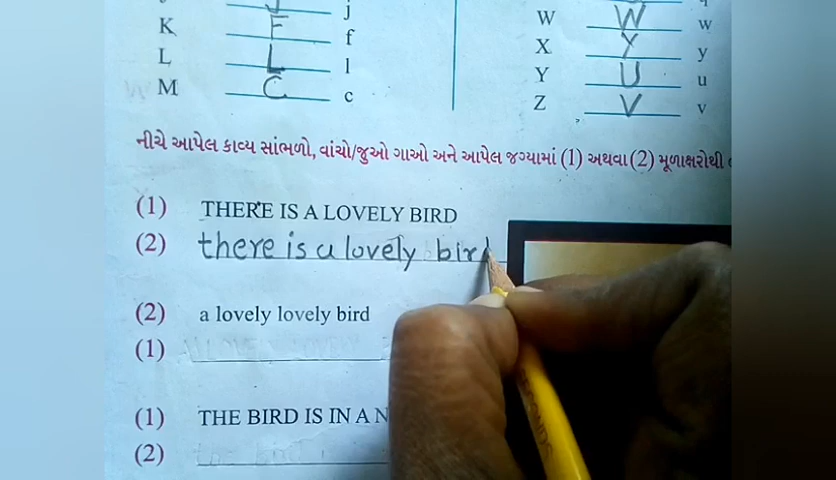 j
K F f
L L l
M C c
W W w
X Y y
Y U u
Z V v
નીચે આપેલ કાવ્ય સાંભળો, વાંચો/જુઓ ગાઓ અને આપેલ જગ્યામાં (1) અથવા (2) મૂળાક્ષરોથી
(1) THERE IS A LOVELY BIRD
(2) there is a lovely bird
(2) a lovely lovely bird
(1)
(1) THE BIRD IS IN A N
(2)